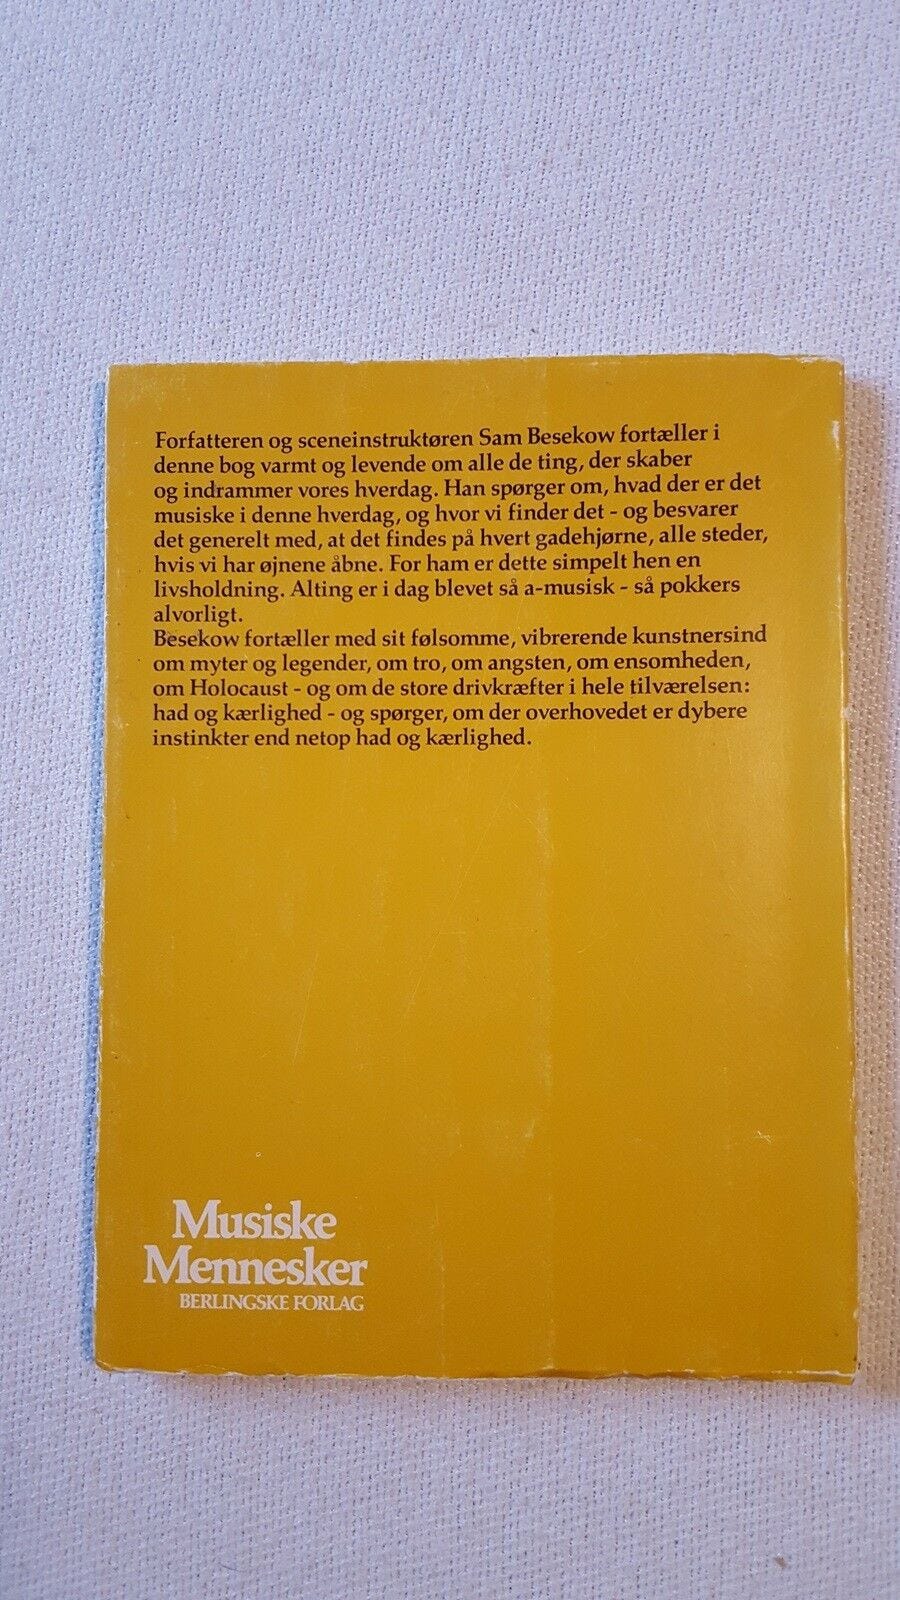 Forfatteren og sceneinstruktøren Sam Besekow fortæller i
denne bog varmt og levende om alle de ting, der skaber
og indrammer vores hverdag. Han spørger om, hvad der er det
musiske i denne hverdag, og hvor vi finder det - og besvarer
det generelt med, at det findes på hvert gadehjørne, alle steder,
hvis vi har øjnene åbne. For ham er dette simpelt hen en
livsholdning. Alting er i dag blevet så a-musisk - så pokkers
alvorligt.
Besekow fortæller med sit følsomme, vibrerende kunstnersind
om myter og legender, om tro, om angsten, om ensomheden,
om Holocaust - og om de store drivkræfter i hele tilværelsen:
had og kærlighed - og spørger, om der overhovedet er dybere
instinkter end netop had og kærlighed.
Musiske
Mennesker
BERLINGSKE FORLAG